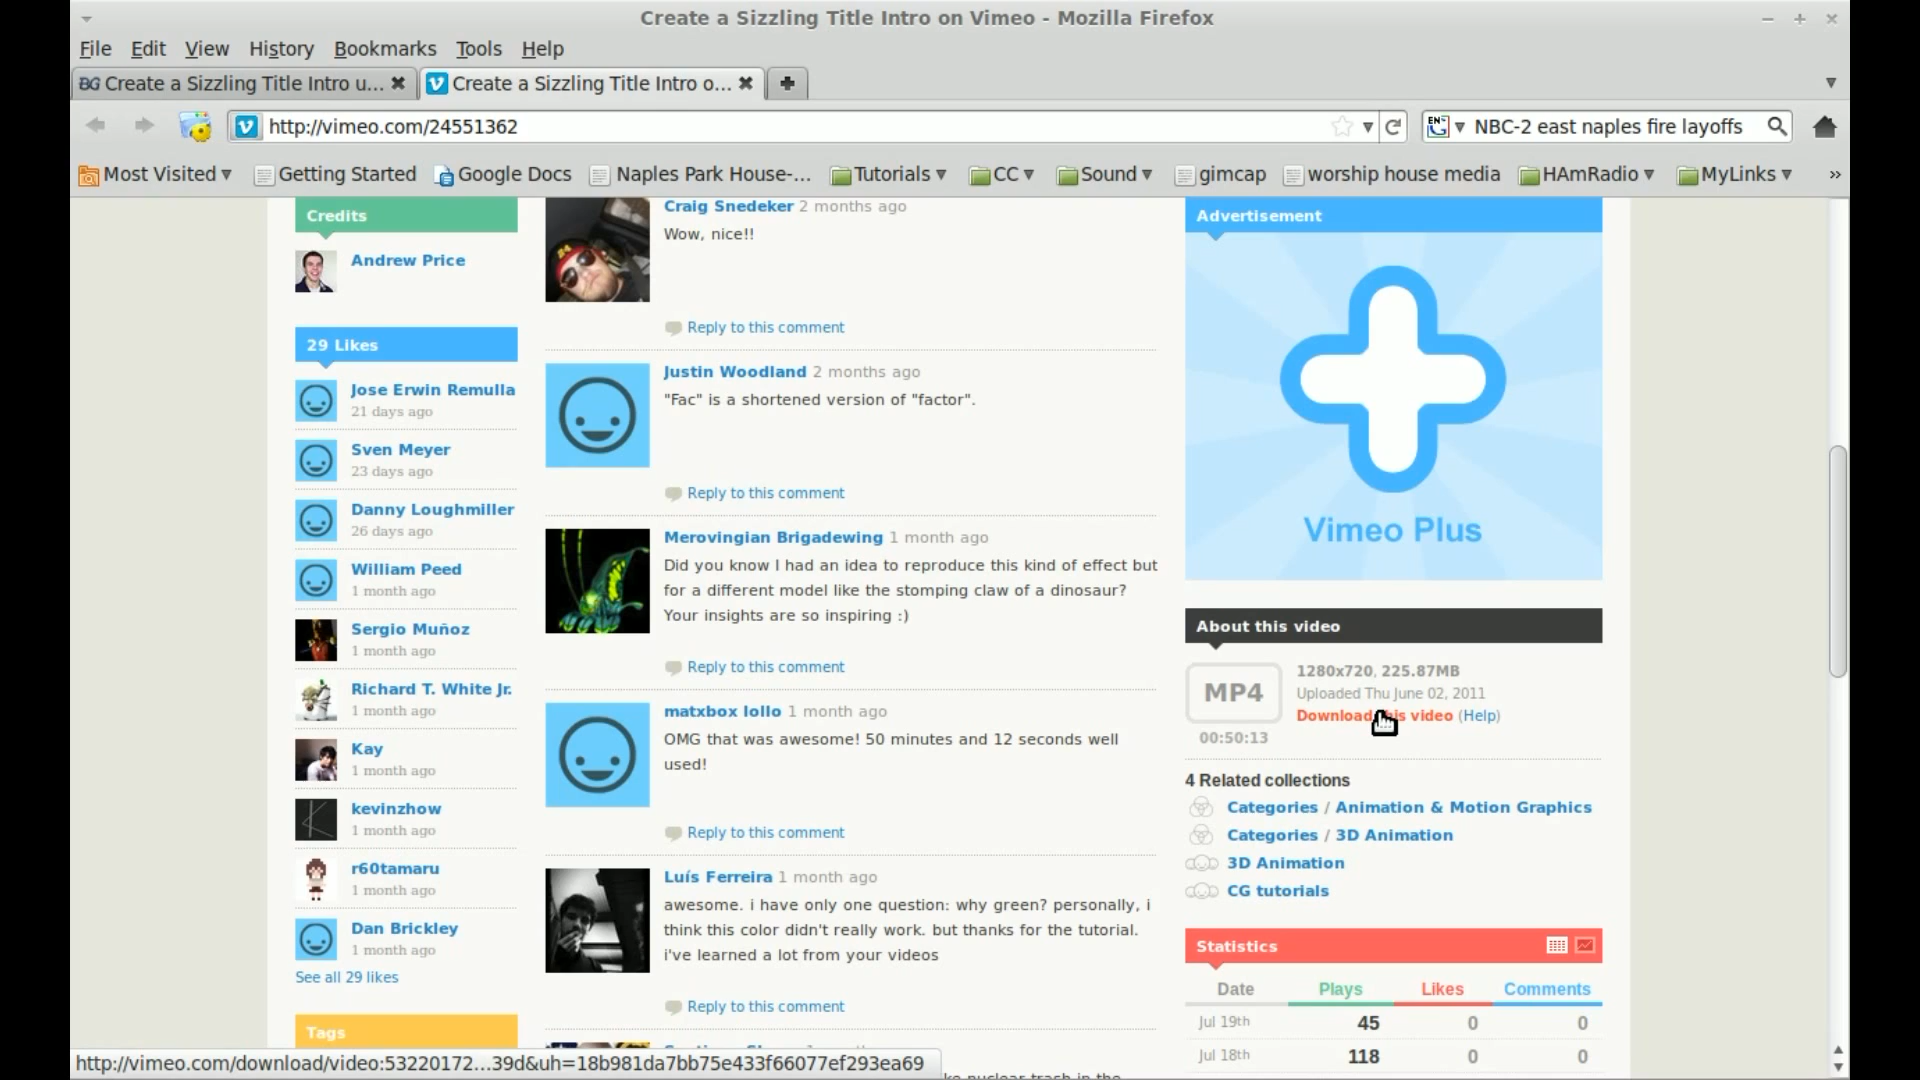 Create a Sizzling Title Intro on Vimeo - Mozilla Firefox
File Edit View History Bookmarks Tools Help
BG Create a Sizzling Title Intro u...
Create a Sizzling Title Intro o...
http://vimeo.com/24551362
NBC-2 east naples fire layoffs
Most Visited Getting Started Google Docs Naples Park House-... Tutorials CC Sound gimcap worship house media HAmRadio MyLinks »
Credits
Andrew Price
29 Likes
Jose Erwin Remulla
21 days ago
Sven Meyer
23 days ago
Danny Loughmiller
26 days ago
William Peed
1 month ago
Sergio Muñoz
1 month ago
Richard T. White Jr.
1 month ago
Kay
1 month ago
kevinzhow
1 month ago
r60tamaru
1 month ago
Dan Brickley
1 month ago
See all 29 likes
Tags
Craig Snedeker 2 months ago
Wow, nice!!
Reply to this comment
Justin Woodland 2 months ago
"Fac" is a shortened version of "factor".
Reply to this comment
Merovingian Brigadewing 1 month ago
Did you know I had an idea to reproduce this kind of effect but
for a different model like the stomping claw of a dinosaur?
Your insights are so inspiring :)
Reply to this comment
matxbox lollo 1 month ago
OMG that was awesome! 50 minutes and 12 seconds well
used!
Reply to this comment
Luís Ferreira 1 month ago
awesome. i have only one question: why green? personally, i
think this color didn't really work. but thanks for the tutorial.
i've learned a lot from your videos
Reply to this comment
Advertisement
Vimeo Plus
About this video
MP4
00:50:13
1280x720, 225.87MB
Uploaded Thu June 02, 2011
Download this video (Help)
4 Related collections
Categories / Animation & Motion Graphics
Categories / 3D Animation
3D Animation
CG tutorials
Statistics
Date Plays Likes Comments
Jul 19th 45 0 0
Jul 18th 118 0 0
http://vimeo.com/download/video:53220172...39d&uh=18b981da7bb75e433f66077ef293ea69